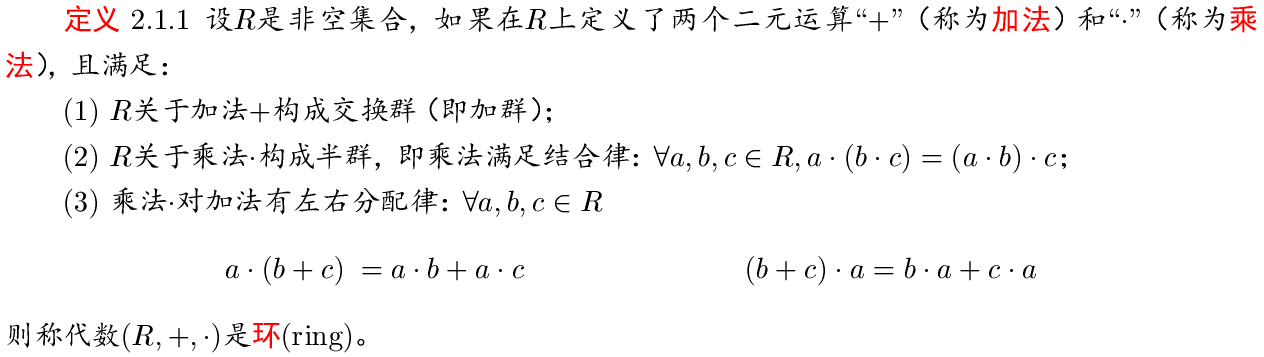 定义 2.1.1 设R是非空集合，如果在R上定义了两个二元运算“+”（称为加法）和“·”（称为乘
法），且满足：
(1) R关于加法+构成交换群（即加群）；
(2) R关于乘法·构成半群，即乘法满足结合律：∀a, b, c ∈ R, a · (b · c) = (a · b) · c；
(3) 乘法·对加法有左右分配律：∀a, b, c ∈ R
a · (b + c) = a · b + a · c (b + c) · a = b · a + c · a
则称代数(R, +, ·)是环(ring)。